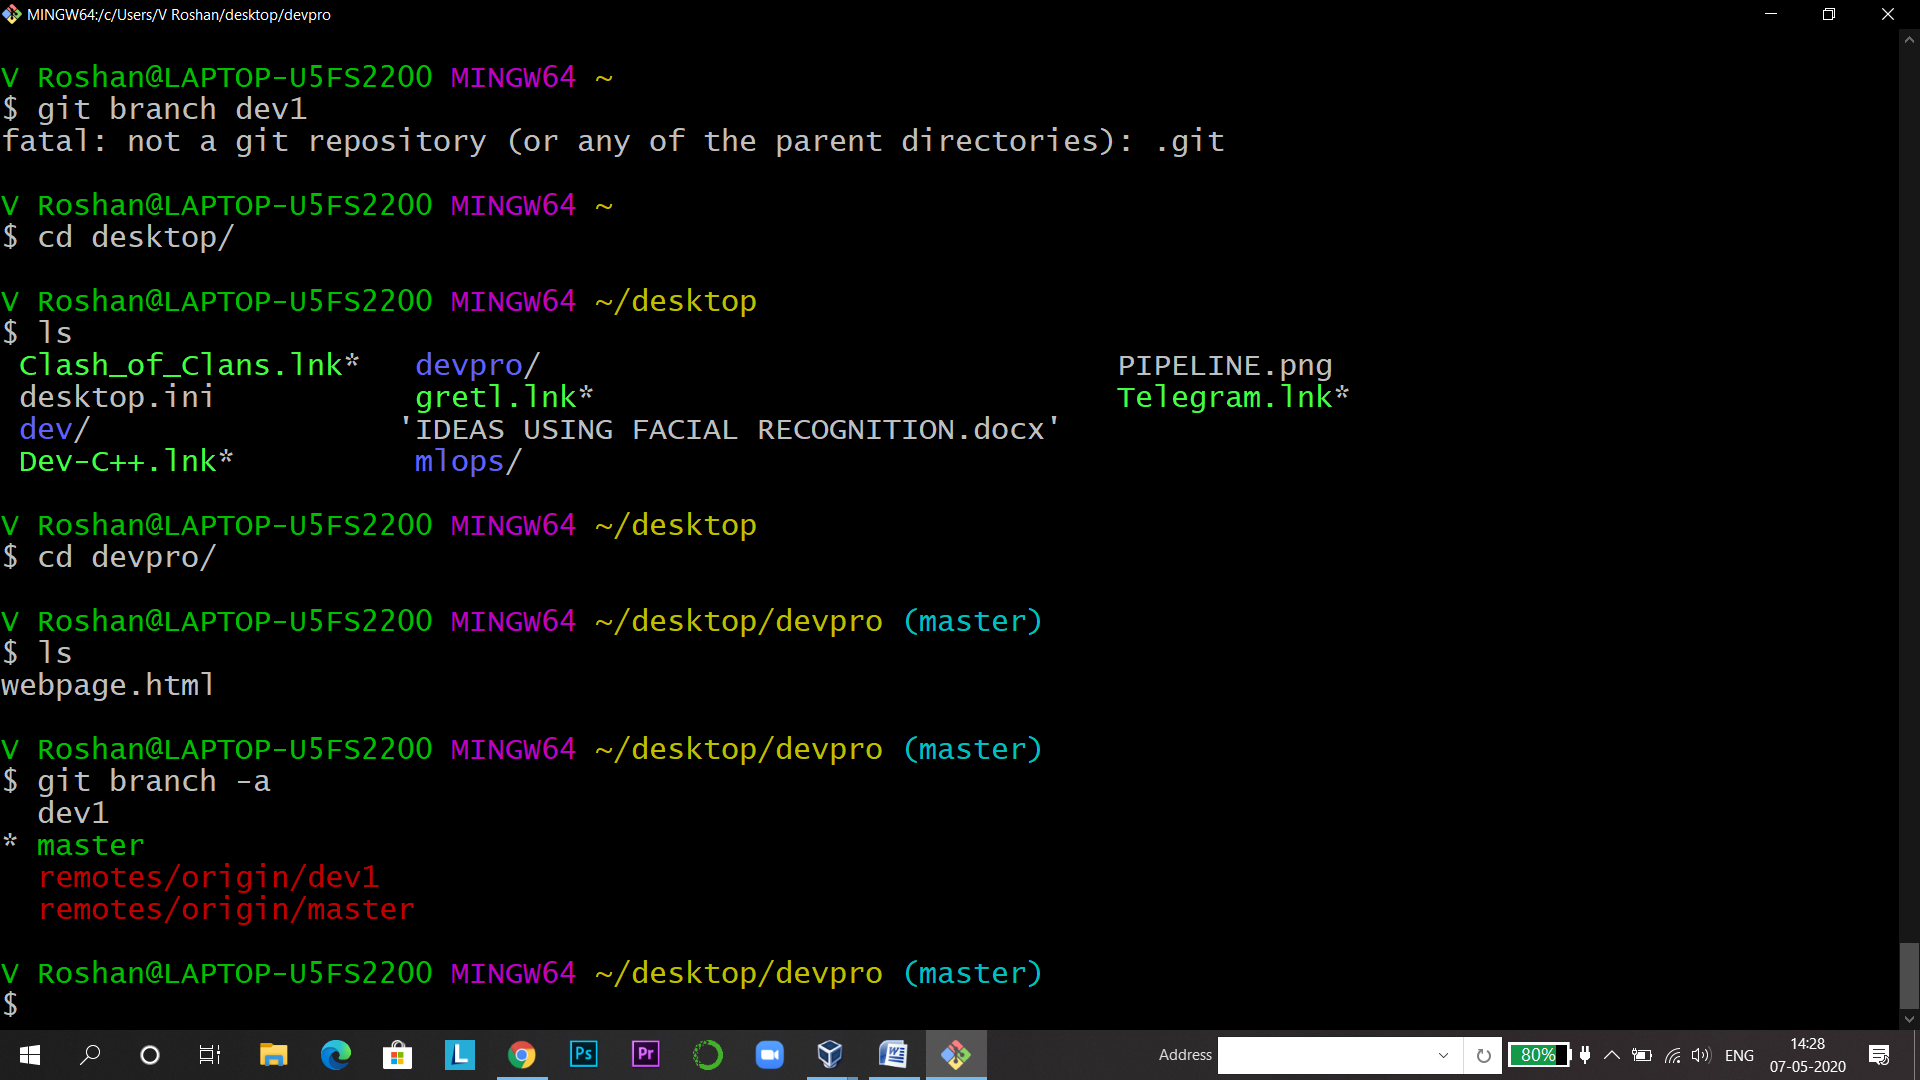 MINGW64:/c/Users/V Roshan/desktop/devpro
V Roshan@LAPTOP-U5FS2200 MINGW64 ~
$ git branch dev1
fatal: not a git repository (or any of the parent directories): .git
V Roshan@LAPTOP-U5FS2200 MINGW64 ~
$ cd desktop/
V Roshan@LAPTOP-U5FS2200 MINGW64 ~/desktop
$ ls
Clash_of_Clans.lnk* devpro/ PIPELINE.png
desktop.ini gretl.lnk* Telegram.lnk*
dev/ 'IDEAS USING FACIAL RECOGNITION.docx'
Dev-C++.lnk* mlops/
V Roshan@LAPTOP-U5FS2200 MINGW64 ~/desktop
$ cd devpro/
V Roshan@LAPTOP-U5FS2200 MINGW64 ~/desktop/devpro (master)
$ ls
webpage.html
V Roshan@LAPTOP-U5FS2200 MINGW64 ~/desktop/devpro (master)
$ git branch -a
dev1
* master
remotes/origin/dev1
remotes/origin/master
V Roshan@LAPTOP-U5FS2200 MINGW64 ~/desktop/devpro (master)
$
L Ps Pr W Address 80% ENG 14:28
07-05-2020